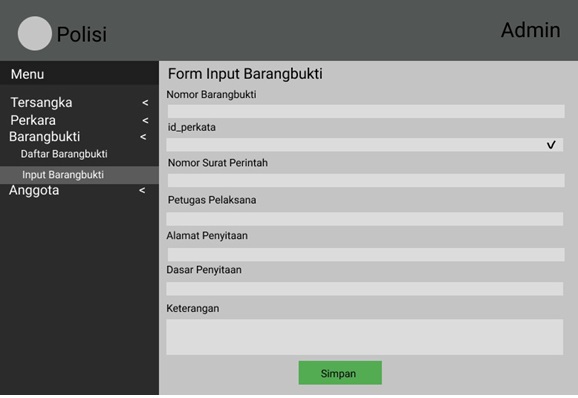 Polisi
Admin
Menu
Tersangka <
Perkara <
Barangbukti <
Daftar Barangbukti
Input Barangbukti
Anggota <
Form Input Barangbukti
Nomor Barangbukti
id_perkata
Nomor Surat Perintah
Petugas Pelaksana
Alamat Penyitaan
Dasar Penyitaan
Keterangan
Simpan